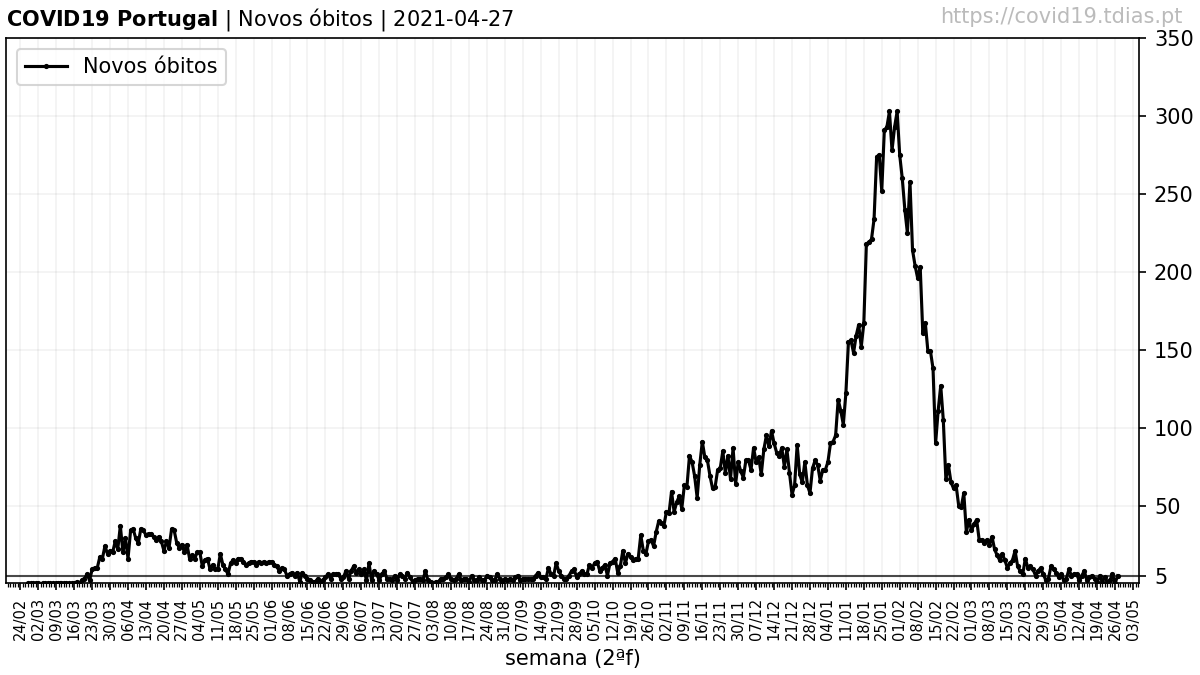 COVID19 Portugal | Novos óbitos | 2021-04-27
https://covid19.tdias.pt
Novos óbitos
350
300
250
200
150
100
50
5
24/02 02/03 09/03 16/03 23/03 30/03 06/04 13/04 20/04 27/04 04/05 11/05 18/05 25/05 01/06 08/06 15/06 22/06 29/06 06/07 13/07 20/07 27/07 03/08 10/08 17/08 24/08 31/08 07/09 14/09 21/09 28/09 05/10 12/10 19/10 26/10 02/11 09/11 16/11 23/11 30/11 07/12 14/12 21/12 28/12 04/01 11/01 18/01 25/01 01/02 08/02 15/02 22/02 01/03 08/03 15/03 22/03 29/03 05/04 12/04 19/04 26/04 03/05
semana (2ªf)